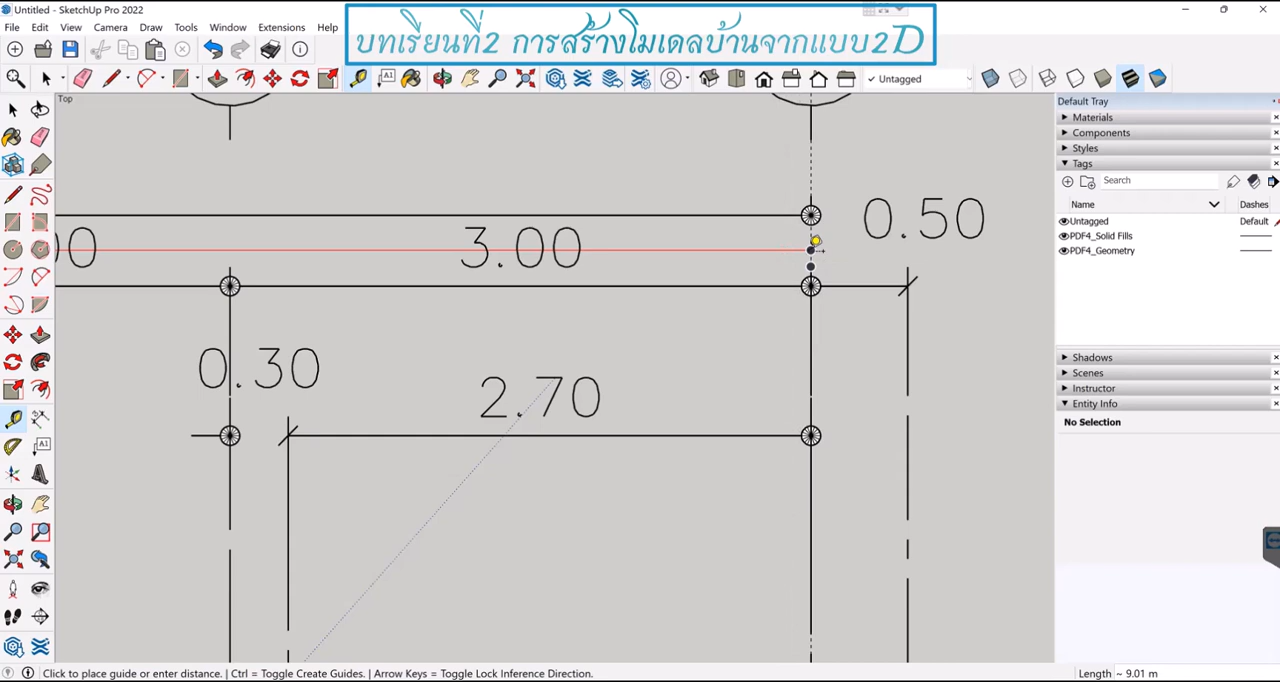 Untitled - SketchUp Pro 2022
บทเรียนที่2 การสร้างโมเดลบ้านจากแบบ2D
File Edit View Camera Draw Tools Window Extensions Help
Untagged
Top
Default Tray
Materials
Components
Styles
Tags
Search
Name Dashes
Untagged Default
PDF4_Solid Fills
PDF4_Geometry
0.50
00 3.00
0.30
2.70
Shadows
Scenes
Instructor
Entity Info
No Selection
Click to place guide or enter distance. | Ctrl = Toggle Create Guides. | Arrow Keys = Toggle Lock Inference Direction.
Length ~ 9.01 m